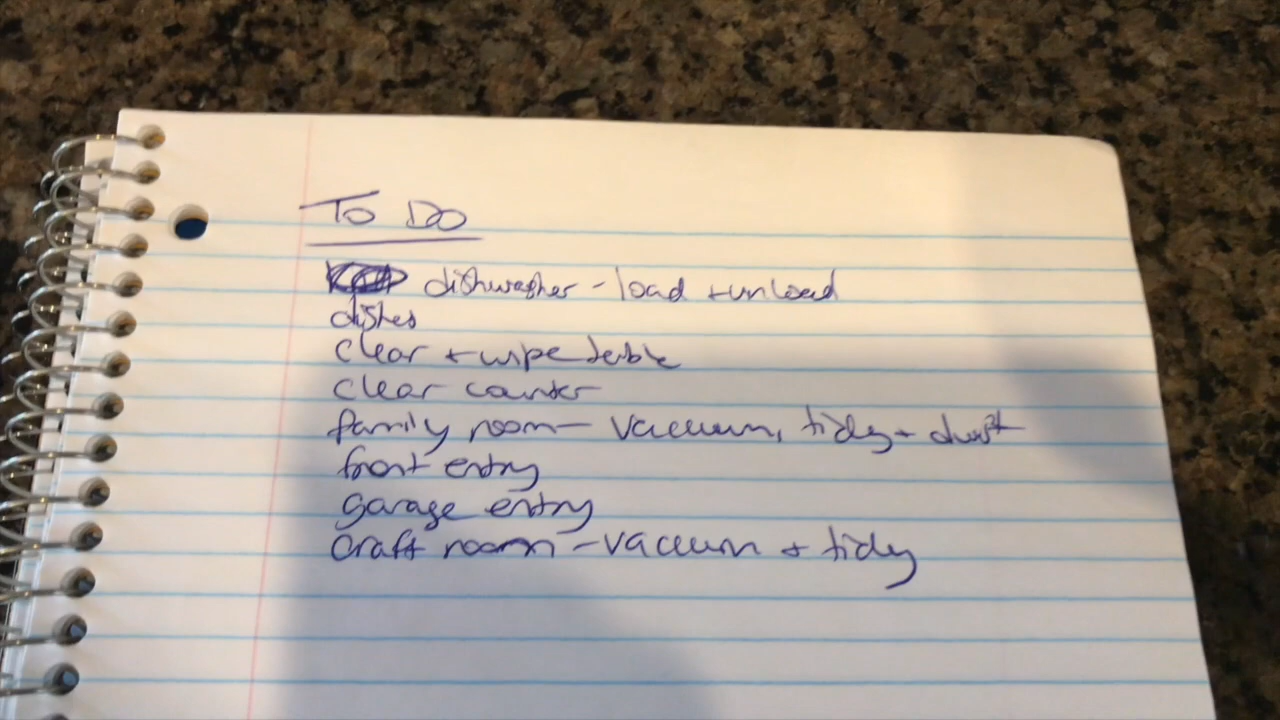 To Do
dishwasher - load + unload
dishes
clear + wipe table
clear counter
family room - vacuum, tidy + dust
front entry
garage entry
craft room - vacuum + tidy